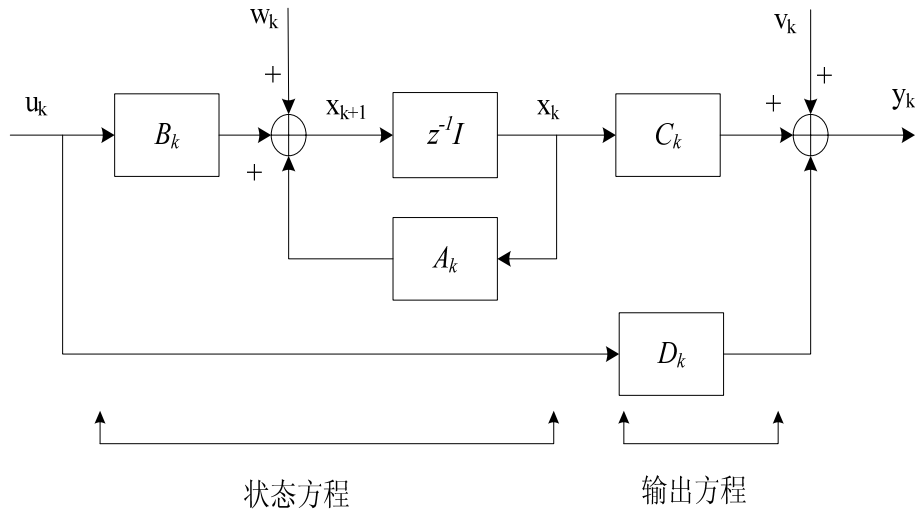 w_k
v_k
+
+
u_k
B_k
x_{k+1}
z^{-1}I
x_k
C_k
+
y_k
+
A_k
D_k
状态方程
输出方程